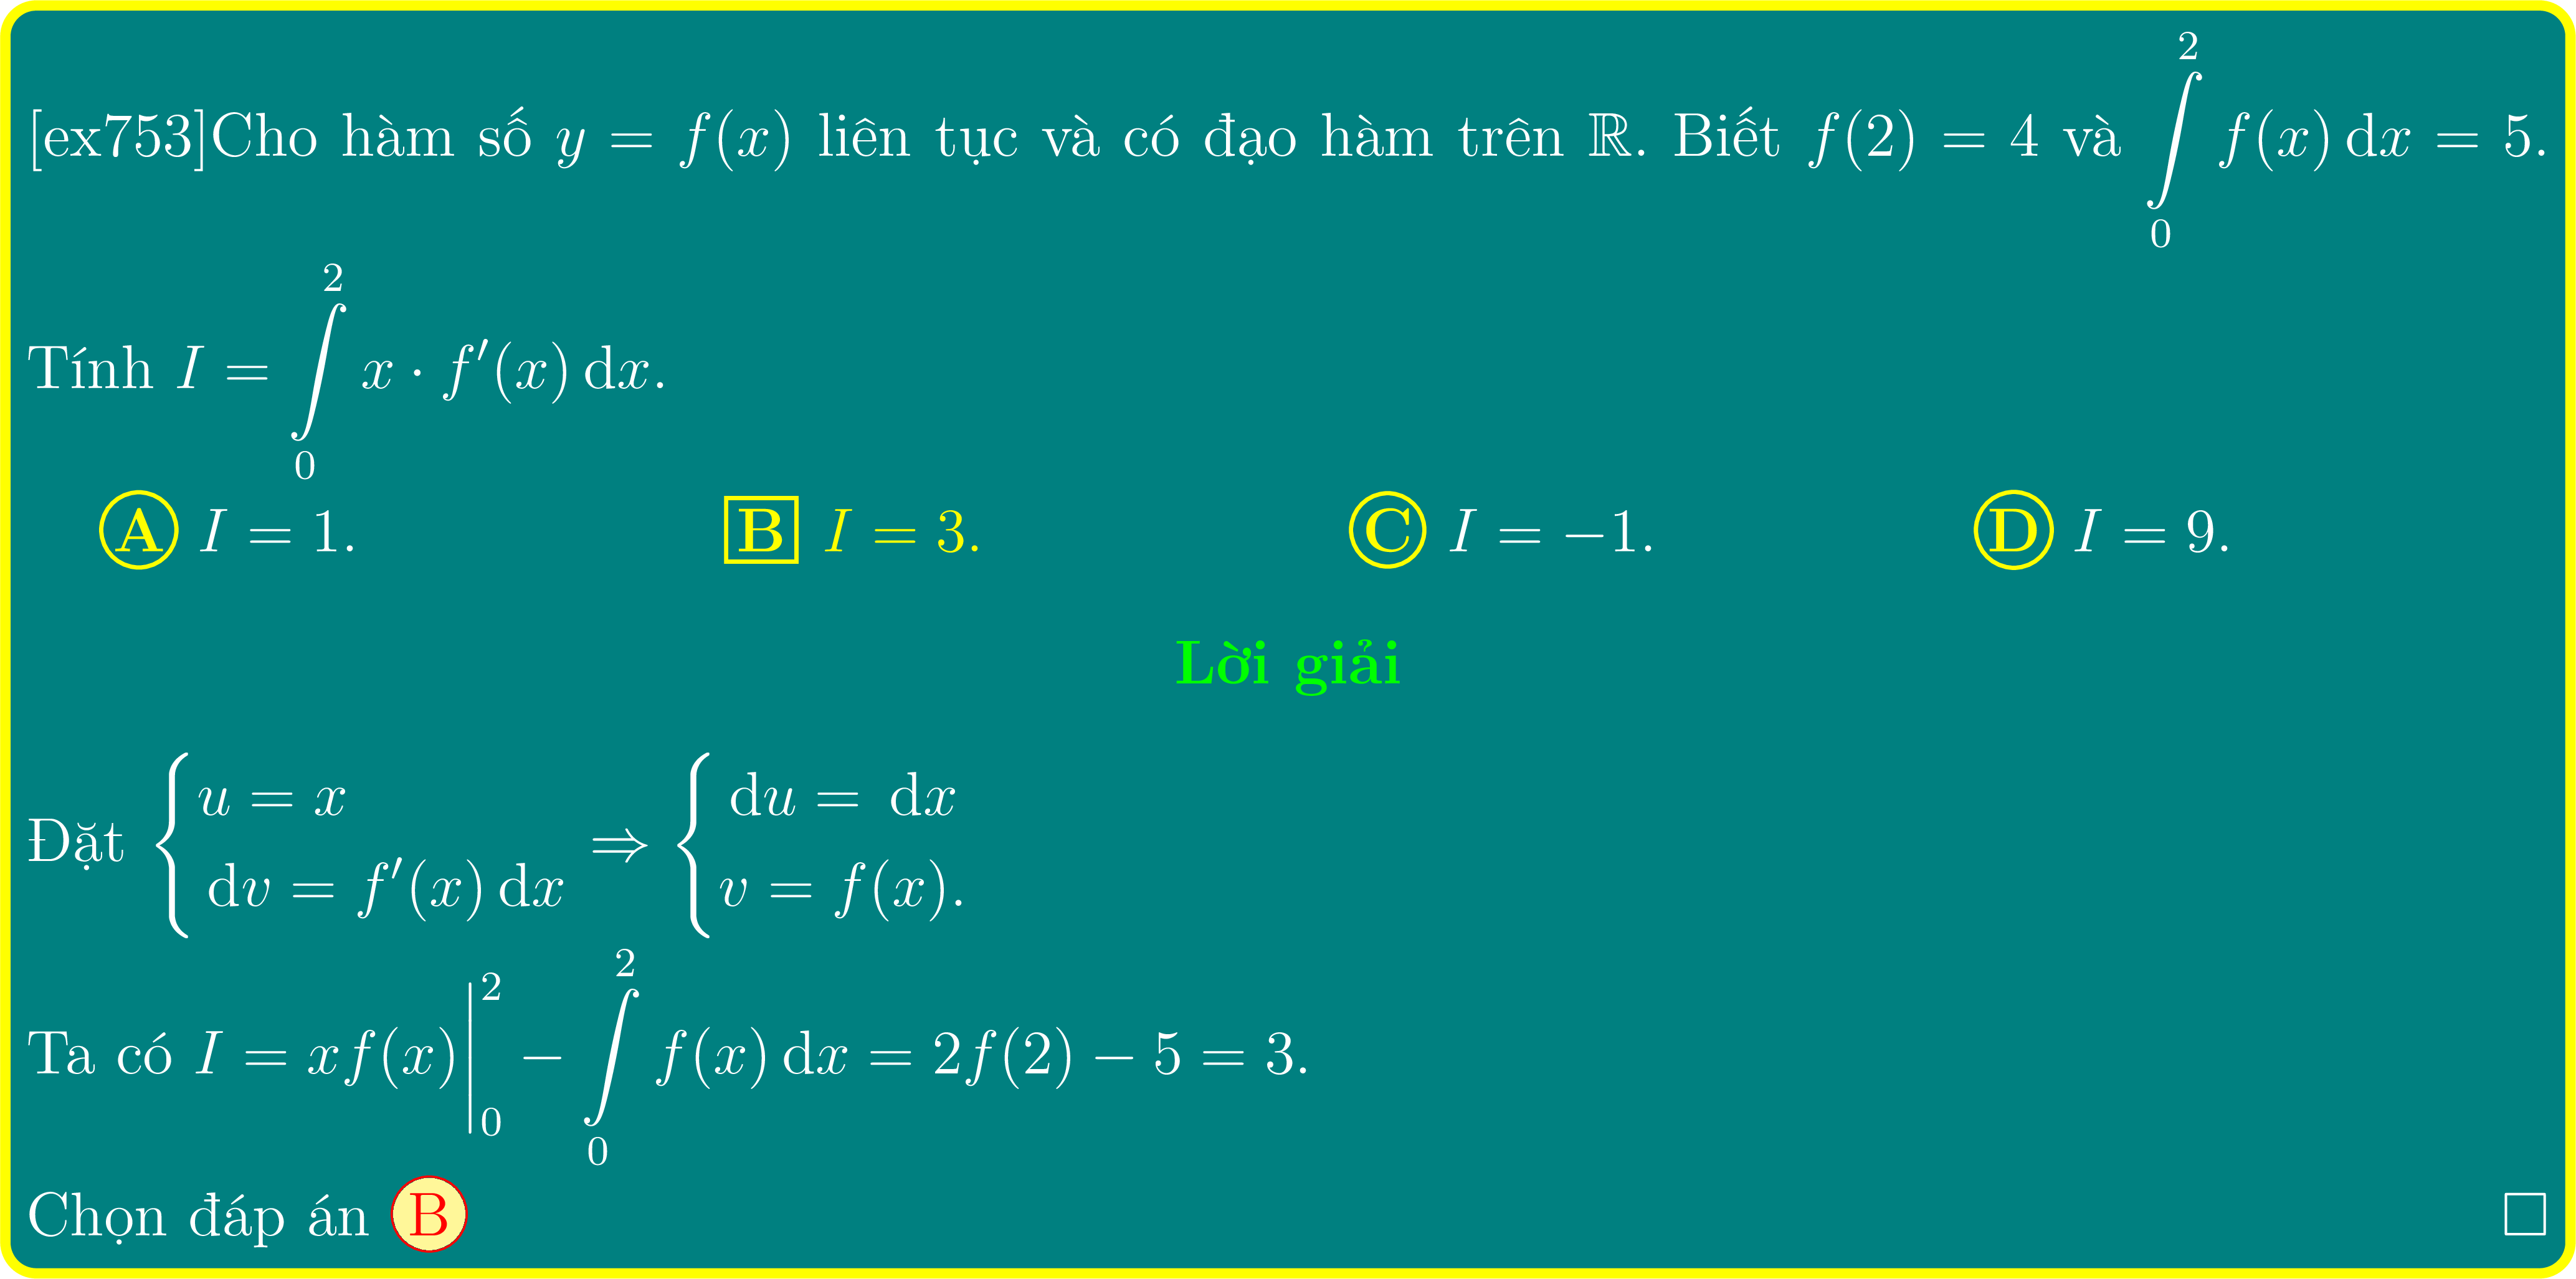 [ex753]Cho hàm số $y = f(x)$ liên tục và có đạo hàm trên $\mathbb{R}$. Biết $f(2) = 4$ và $\int\limits_0^2 f(x)\,\mathrm{d}x = 5$.
Tính $I = \int\limits_0^2 x \cdot f'(x)\,\mathrm{d}x$.
A $I = 1$. B $I = 3$. C $I = -1$. D $I = 9$.
Lời giải
Đặt $\begin{cases} u = x \\ \mathrm{d}v = f'(x)\,\mathrm{d}x \end{cases} \Rightarrow \begin{cases} \mathrm{d}u = \mathrm{d}x \\ v = f(x). \end{cases}$
Ta có $I = xf(x)\Big|_0^2 - \int\limits_0^2 f(x)\,\mathrm{d}x = 2f(2) - 5 = 3$.
Chọn đáp án B □